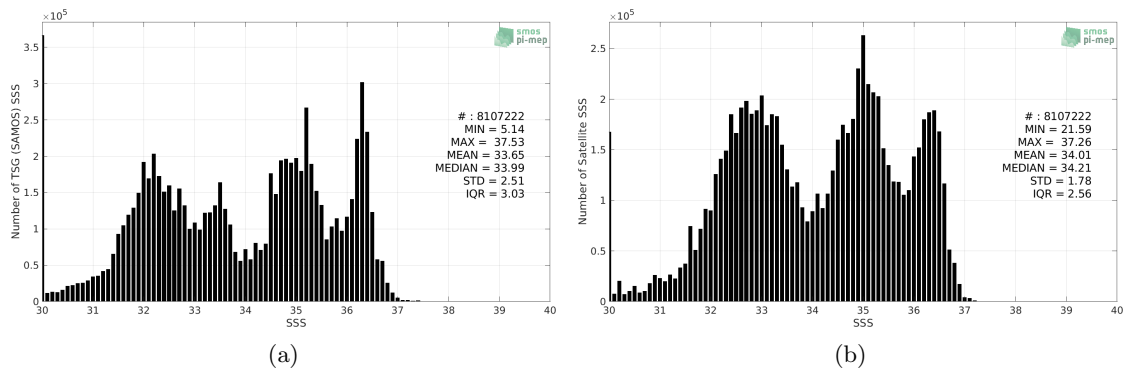 ×10⁵
3.5
3
2.5
2
1.5
1
0.5
0
Number of TSG (SAMOS) SSS
30 31 32 33 34 35 36 37 38 39 40
SSS
smos
pi-mep
# : 8107222
MIN = 5.14
MAX = 37.53
MEAN = 33.65
MEDIAN = 33.99
STD = 2.51
IQR = 3.03
(a)
×10⁵
2.5
2
1.5
1
0.5
0
Number of Satellite SSS
30 31 32 33 34 35 36 37 38 39 40
SSS
smos
pi-mep
# : 8107222
MIN = 21.59
MAX = 37.26
MEAN = 34.01
MEDIAN = 34.21
STD = 1.78
IQR = 2.56
(b)